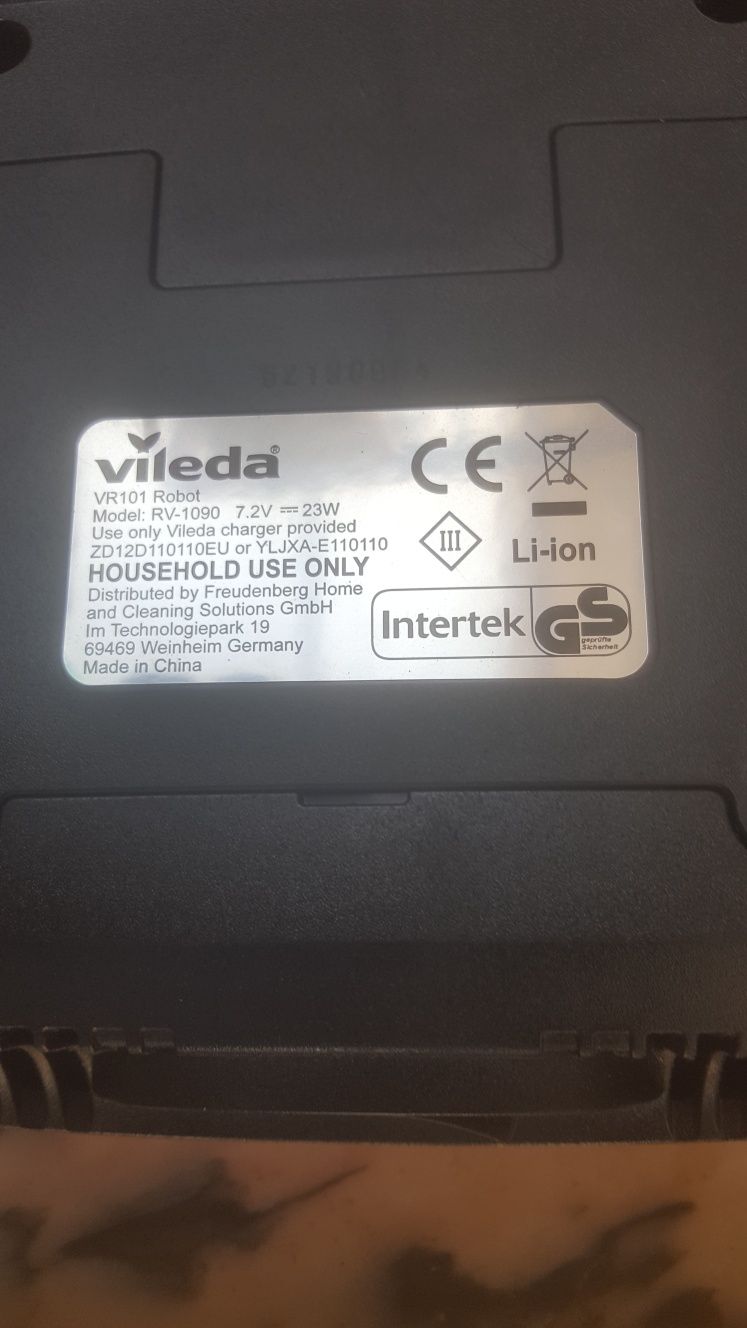 vileda®
VR101 Robot
Model: RV-1090 7.2V ⎓ 23W
Use only Vileda charger provided
ZD12D110110EU or YLJXA-E110110
HOUSEHOLD USE ONLY
Distributed by Freudenberg Home
and Cleaning Solutions GmbH
Im Technologiepark 19
69469 Weinheim Germany
Made in China
CE
III
Li-ion
Intertek
GS
geprüfte
Sicherheit